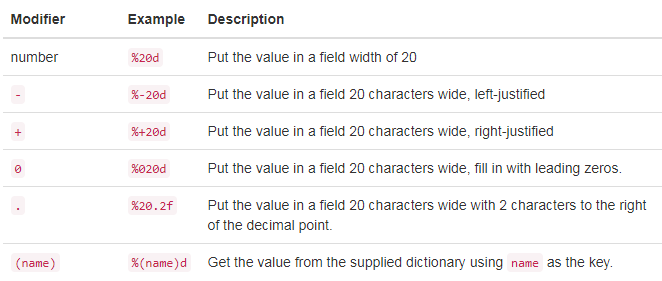 Modifier Example Description
number %20d Put the value in a field width of 20
- %-20d Put the value in a field 20 characters wide, left-justified
+ %+20d Put the value in a field 20 characters wide, right-justified
0 %020d Put the value in a field 20 characters wide, fill in with leading zeros.
. %20.2f Put the value in a field 20 characters wide with 2 characters to the right
of the decimal point.
(name) %(name)d Get the value from the supplied dictionary using name as the key.